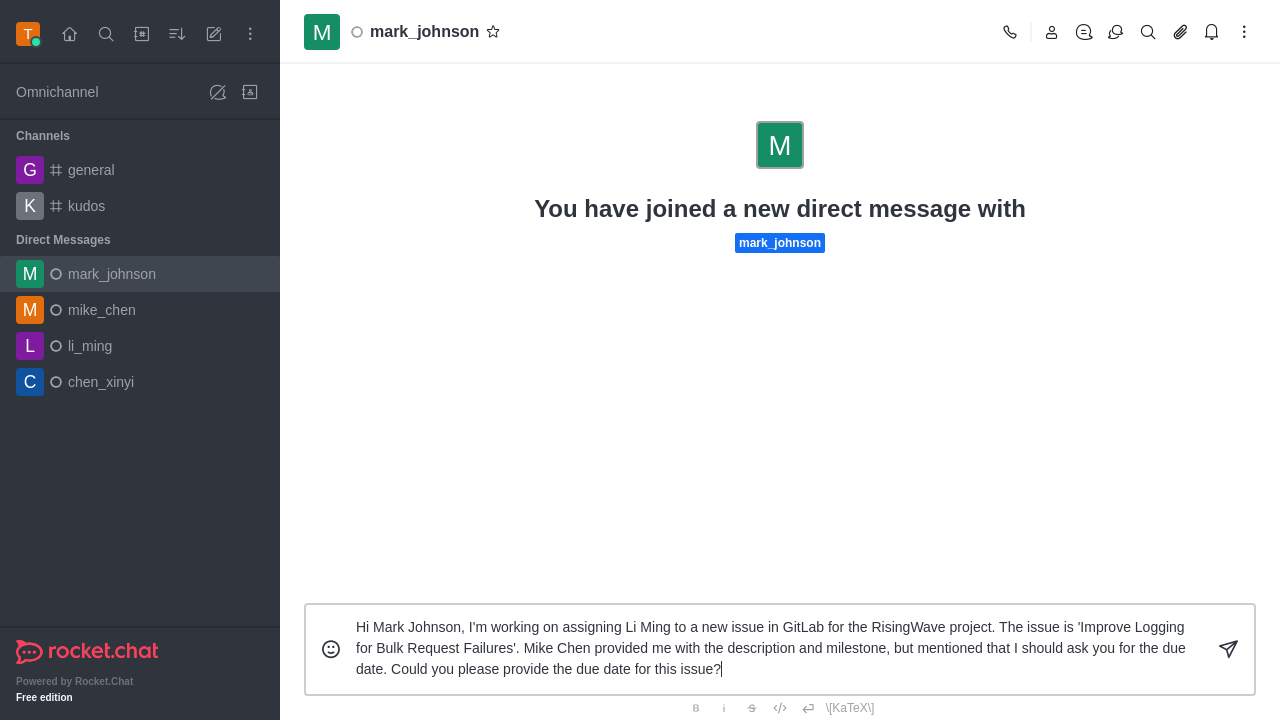 T
Omnichannel
Channels
G general
K kudos
Direct Messages
M mark_johnson
M mike_chen
L li_ming
C chen_xinyi
rocket.chat
Powered by Rocket.Chat
Free edition
M mark_johnson
M
You have joined a new direct message with
mark_johnson
Hi Mark Johnson, I'm working on assigning Li Ming to a new issue in GitLab for the RisingWave project. The issue is 'Improve Logging
for Bulk Request Failures'. Mike Chen provided me with the description and milestone, but mentioned that I should ask you for the due
date. Could you please provide the due date for this issue?
B i S \[KaTeX\]